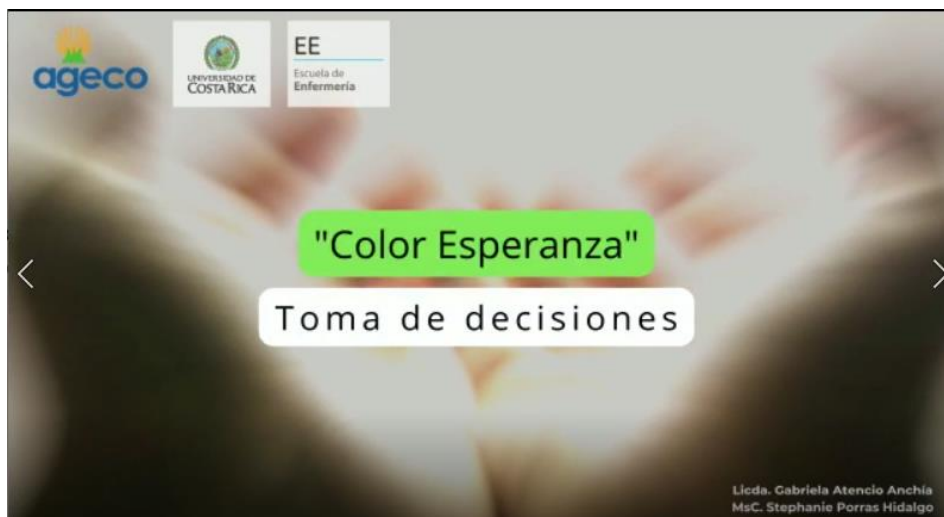 ageco
UNIVERSIDAD DE
COSTA RICA
EE
Escuela de
Enfermería
"Color Esperanza"
Toma de decisiones
Licda. Gabriela Atencio Anchía
MsC. Stephanie Porras Hidalgo